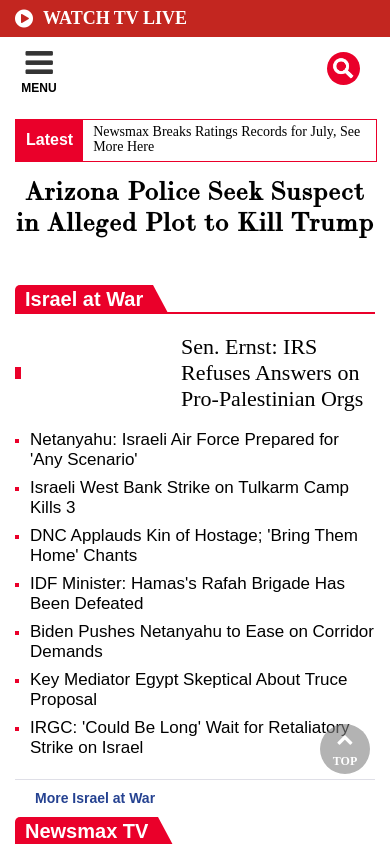 WATCH TV LIVE
MENU
Latest
Newsmax Breaks Ratings Records for July, See
More Here
Arizona Police Seek Suspect
in Alleged Plot to Kill Trump
Israel at War
Sen. Ernst: IRS
Refuses Answers on
Pro-Palestinian Orgs
Netanyahu: Israeli Air Force Prepared for
'Any Scenario'
Israeli West Bank Strike on Tulkarm Camp
Kills 3
DNC Applauds Kin of Hostage; 'Bring Them
Home' Chants
IDF Minister: Hamas's Rafah Brigade Has
Been Defeated
Biden Pushes Netanyahu to Ease on Corridor
Demands
Key Mediator Egypt Skeptical About Truce
Proposal
IRGC: 'Could Be Long' Wait for Retaliatory
Strike on Israel
TOP
More Israel at War
Newsmax TV